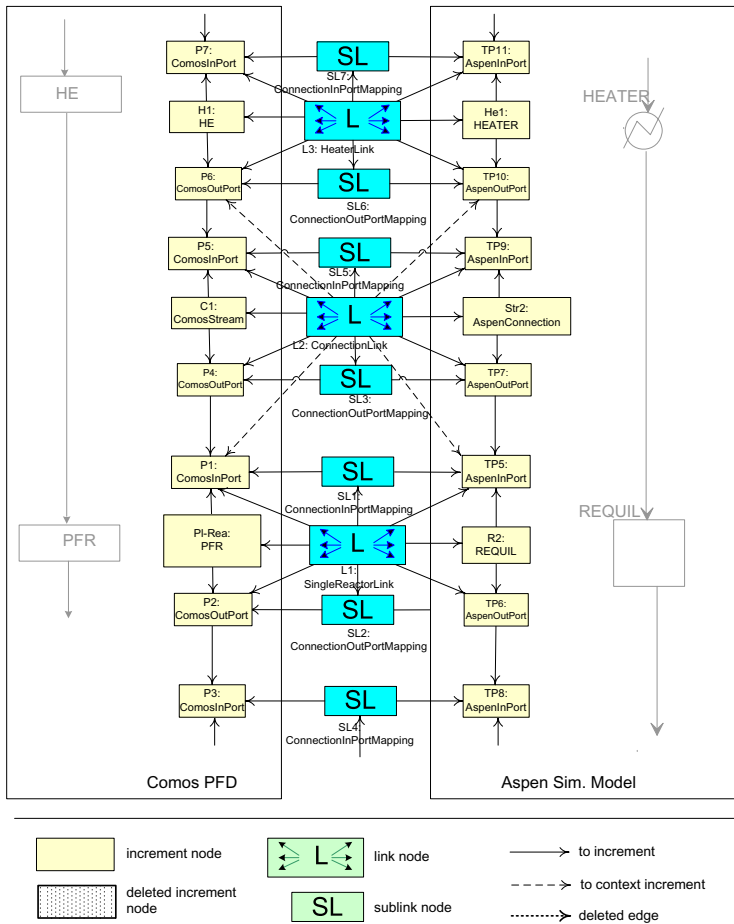 P7:
ComosInPort
SL
TP11:
AspenInPort
SL7:
ConnectionInPortMapping
HE
H1:
HE
L
He1:
HEATER
HEATER
L3: HeaterLink
P6:
ComosOutPort
SL
TP10:
AspenOutPort
SL6:
ConnectionOutPortMapping
P5:
ComosInPort
SL
TP9:
AspenInPort
SL5:
ConnectionInPortMapping
C1:
ComosStream
L
Str2:
AspenConnection
L2: ConnectionLink
P4:
ComosOutPort
SL
TP7:
AspenOutPort
SL3:
ConnectionOutPortMapping
P1:
ComosInPort
SL
TP5:
AspenInPort
SL1:
ConnectionInPortMapping
REQUIL
PFR
PI-Rea:
PFR
L
R2:
REQUIL
L1:
SingleReactorLink
P2:
ComosOutPort
SL
TP6:
AspenOutPort
SL2:
ConnectionOutPortMapping
P3:
ComosInPort
SL
TP8:
AspenInPort
SL4:
ConnectionInPortMapping
Comos PFD
Aspen Sim. Model
increment node
L
link node
to increment
deleted increment
node
to context increment
SL
sublink node
deleted edge